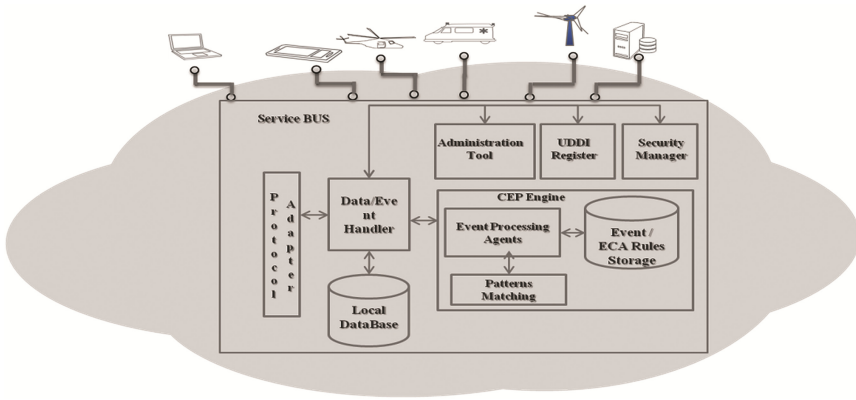 Service BUS
Administration
Tool
UDDI
Register
Security
Manager
Protocol
Adapter
Data/Eve
nt
Handler
Local
DataBase
CEP Engine
Event Processing
Agents
Patterns
Matching
Event /
ECA Rules
Storage